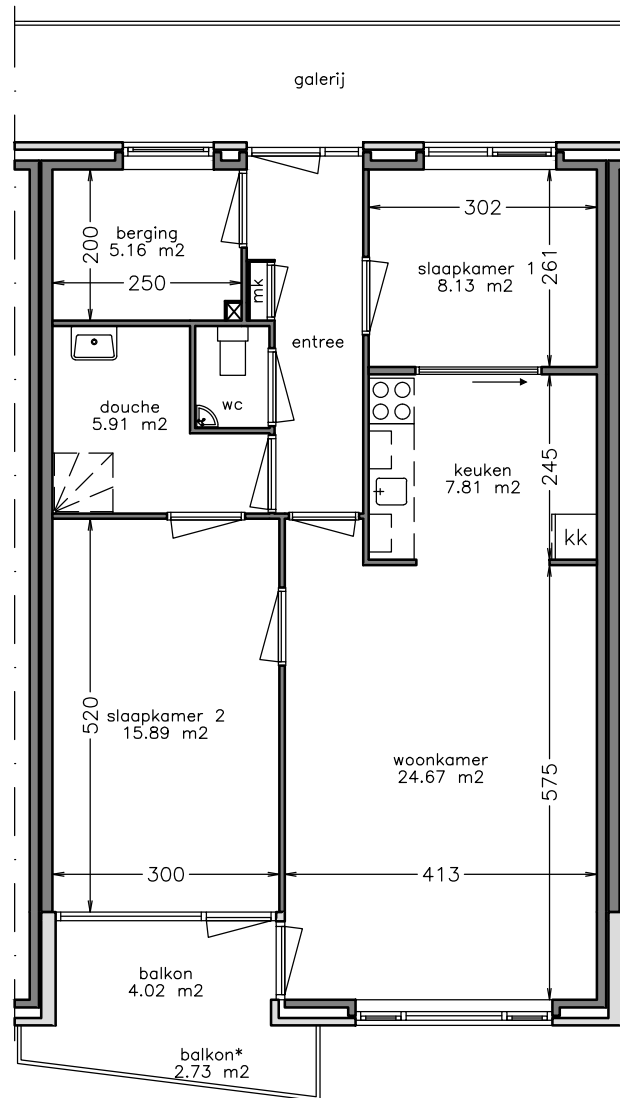 galerij
berging
5.16 m2
200
250
302
slaapkamer 1
8.13 m2
261
mk
entree
wc
douche
5.91 m2
keuken
7.81 m2
245
kk
slaapkamer 2
15.89 m2
520
300
woonkamer
24.67 m2
575
413
balkon
4.02 m2
balkon*
2.73 m2